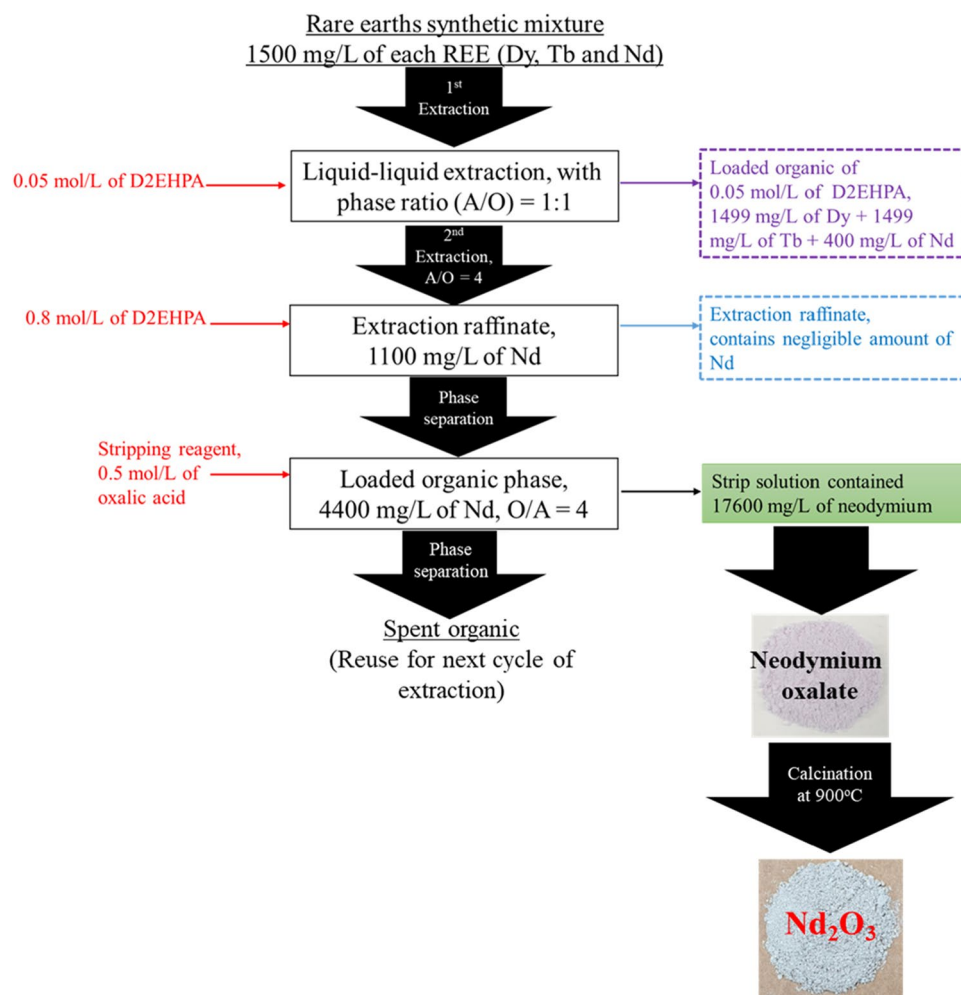 Rare earths synthetic mixture
1500 mg/L of each REE (Dy, Tb and Nd)
1st
Extraction
0.05 mol/L of D2EHPA
Liquid-liquid extraction, with
phase ratio (A/O) = 1:1
Loaded organic of
0.05 mol/L of D2EHPA,
1499 mg/L of Dy + 1499
mg/L of Tb + 400 mg/L of Nd
2nd
Extraction,
A/O = 4
0.8 mol/L of D2EHPA
Extraction raffinate,
1100 mg/L of Nd
Extraction raffinate,
contains negligible amount of
Nd
Phase
separation
Stripping reagent,
0.5 mol/L of
oxalic acid
Loaded organic phase,
4400 mg/L of Nd, O/A = 4
Strip solution contained
17600 mg/L of neodymium
Phase
separation
Spent organic
(Reuse for next cycle of
extraction)
Neodymium
oxalate
Calcination
at 900°C
Nd₂O₃